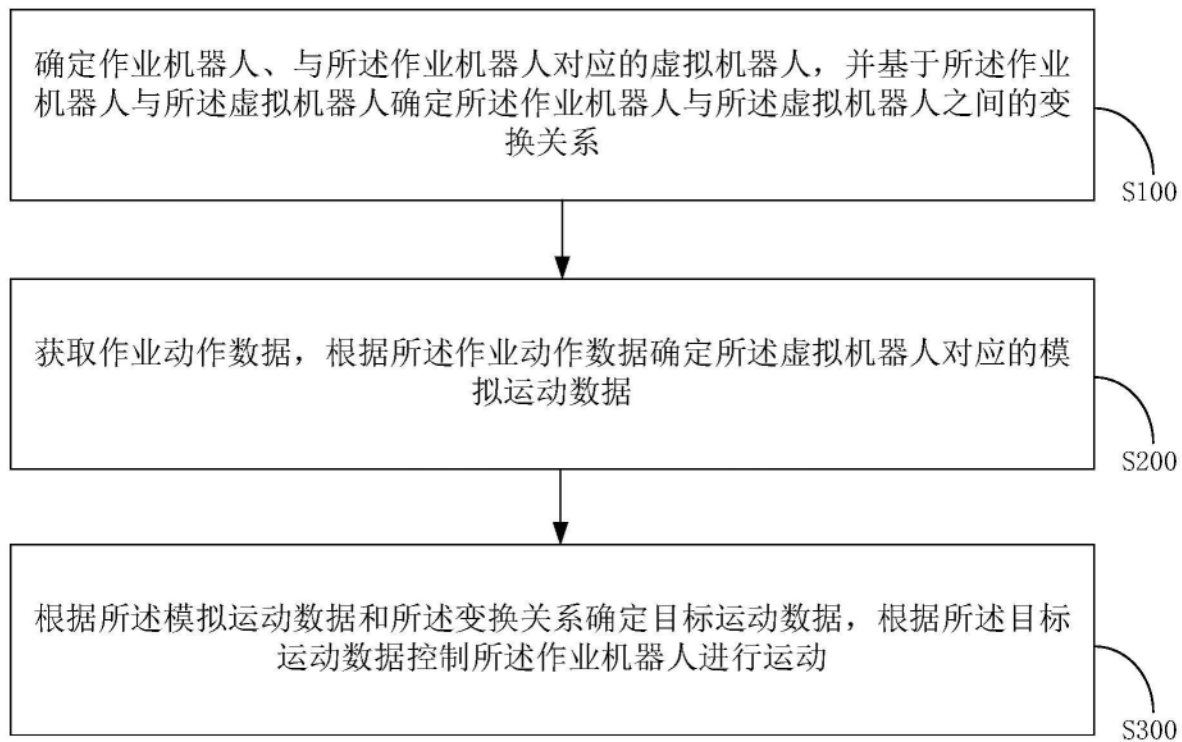 确定作业机器人、与所述作业机器人对应的虚拟机器人，并基于所述作业
机器人与所述虚拟机器人确定所述作业机器人与所述虚拟机器人之间的变
换关系
S100
获取作业动作数据，根据所述作业动作数据确定所述虚拟机器人对应的模
拟运动数据
S200
根据所述模拟运动数据和所述变换关系确定目标运动数据，根据所述目标
运动数据控制所述作业机器人进行运动
S300